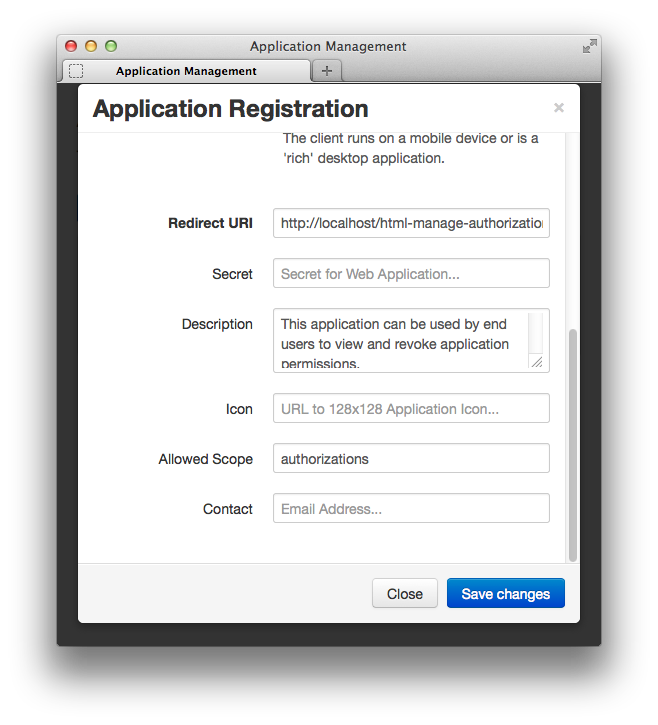 Application Management
Application Management
Application Registration
×
The client runs on a mobile device or is a
'rich' desktop application.
Redirect URI
http://localhost/html-manage-authorization
Secret
Secret for Web Application...
Description
This application can be used by end
users to view and revoke application
permissions.
Icon
URL to 128x128 Application Icon...
Allowed Scope
authorizations
Contact
Email Address...
Close
Save changes